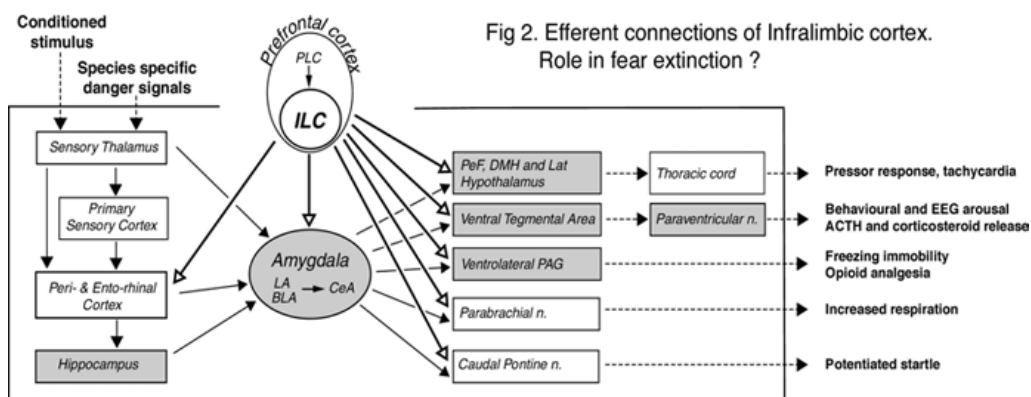 Conditioned
stimulus
Species specific
danger signals
Prefrontal cortex
PLC
ILC
Fig 2. Efferent connections of Infralimbic cortex.
Role in fear extinction ?
Sensory Thalamus
Primary
Sensory Cortex
Peri- & Ento-rhinal
Cortex
Hippocampus
Amygdala
LA
BLA
CeA
PeF, DMH and Lat
Hypothalamus
Thoracic cord
Pressor response, tachycardia
Ventral Tegmental Area
Paraventricular n.
Behavioural and EEG arousal
ACTH and corticosteroid release
Ventrolateral PAG
Freezing immobility
Opioid analgesia
Parabrachial n.
Increased respiration
Caudal Pontine n.
Potentiated startle